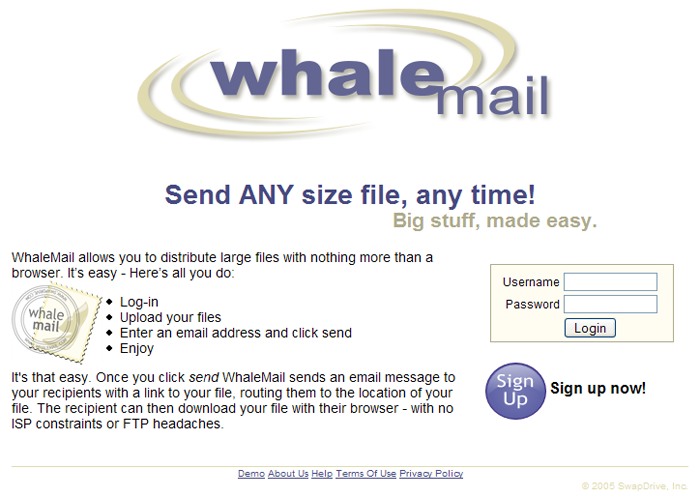 whale
mail
Send ANY size file, any time!
Big stuff, made easy.
WhaleMail allows you to distribute large files with nothing more than a
browser. It's easy - Here's all you do:
whale
mail
• Log-in
• Upload your files
• Enter an email address and click send
• Enjoy
It's that easy. Once you click send WhaleMail sends an email message to
your recipients with a link to your file, routing them to the location of your
file. The recipient can then download your file with their browser - with no
ISP constraints or FTP headaches.
Username
Password
Login
Sign
Up
Sign up now!
Demo About Us Help Terms Of Use Privacy Policy
© 2005 SwapDrive, Inc